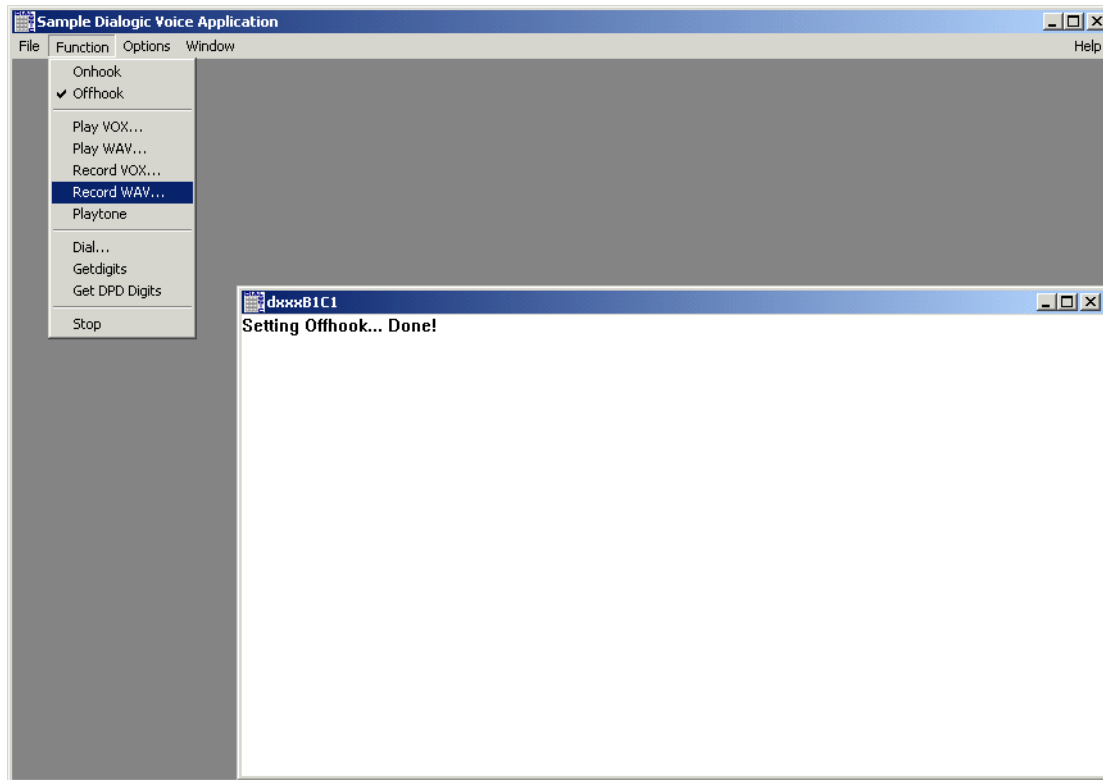 Sample Dialogic Voice Application
File Function Options Window Help
Onhook
Offhook
Play VOX...
Play WAV...
Record VOX...
Record WAV...
Playtone
Dial...
Getdigits
Get DPD Digits
Stop
dxxxB1C1
Setting Offhook... Done!